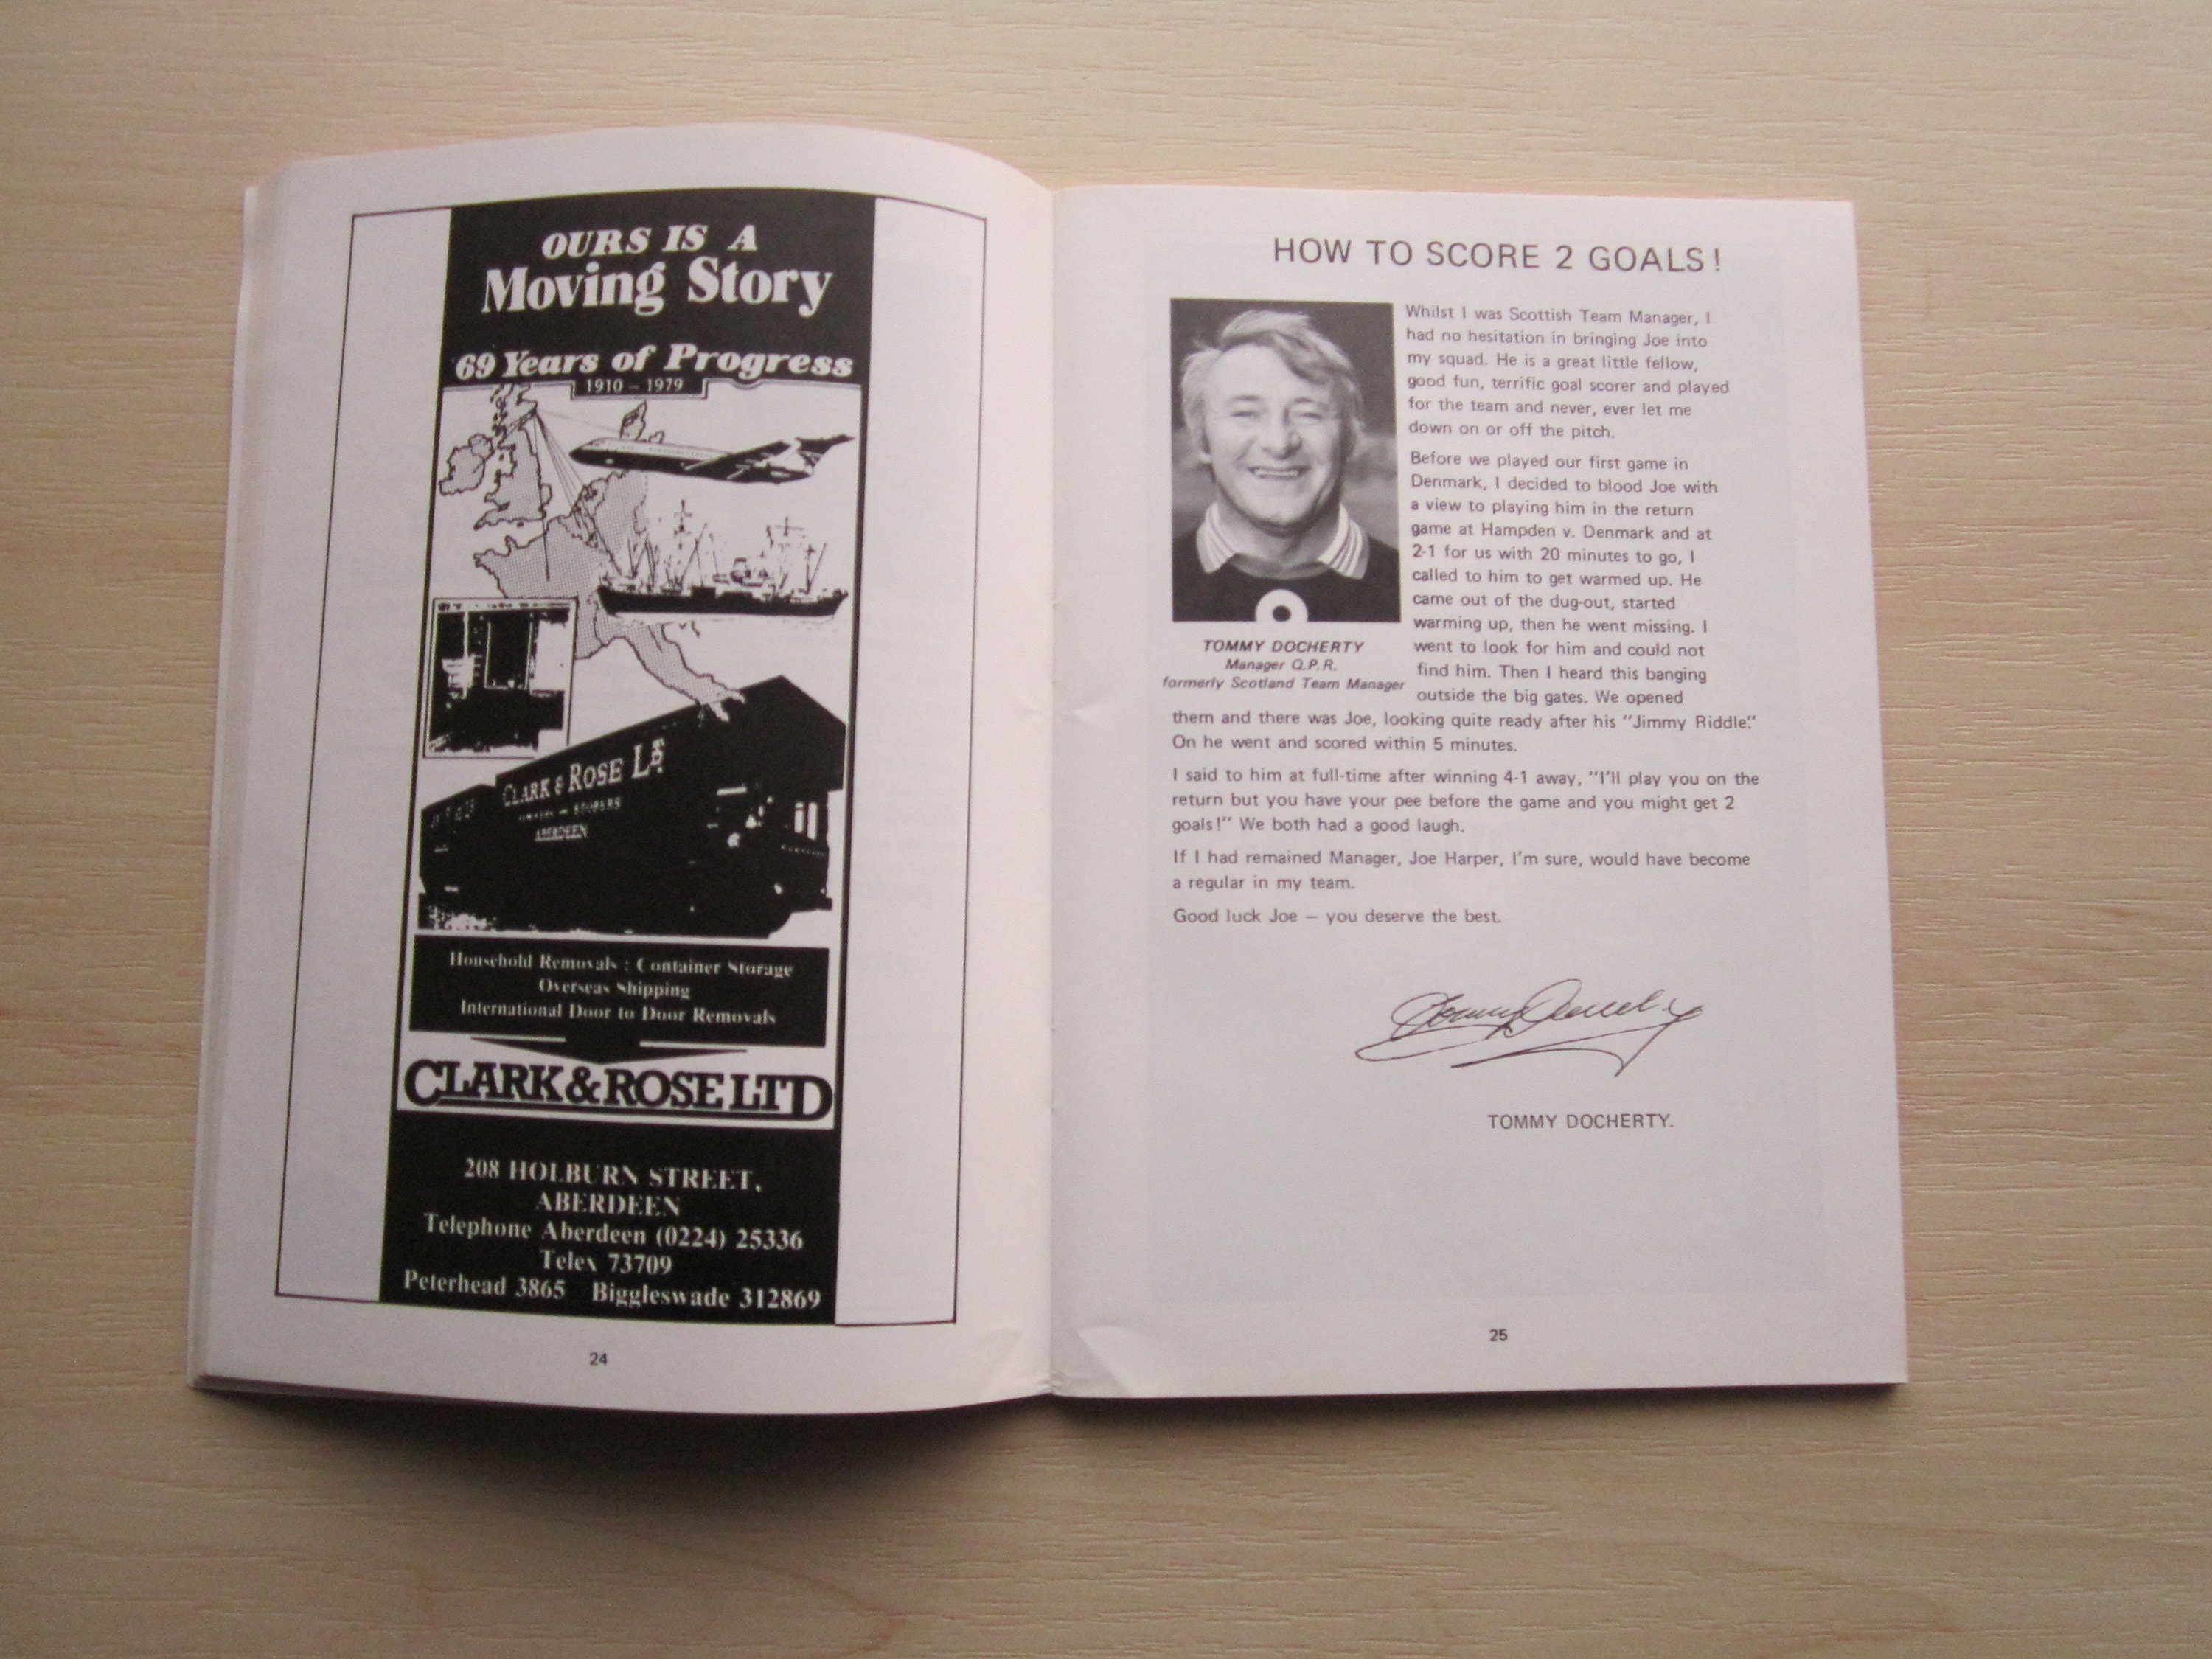 OURS IS A
Moving Story
69 Years of Progress
1910 - 1979
CLARK & ROSE LTD
ABERDEEN
Household Removals : Container Storage
Overseas Shipping
International Door to Door Removals
CLARK & ROSE LTD
208 HOLBURN STREET,
ABERDEEN
Telephone Aberdeen (0224) 25336
Telex 73709
Peterhead 3865 Biggleswade 312869
24
HOW TO SCORE 2 GOALS!
TOMMY DOCHERTY
Manager Q.P.R.
formerly Scotland Team Manager
Whilst I was Scottish Team Manager, I
had no hesitation in bringing Joe into
my squad. He is a great little fellow,
good fun, terrific goal scorer and played
for the team and never, ever let me
down on or off the pitch.
Before we played our first game in
Denmark, I decided to blood Joe with
a view to playing him in the return
game at Hampden v. Denmark and at
2-1 for us with 20 minutes to go, I
called to him to get warmed up. He
came out of the dug-out, started
warming up, then he went missing. I
went to look for him and could not
find him. Then I heard this banging
outside the big gates. We opened
them and there was Joe, looking quite ready after his "Jimmy Riddle."
On he went and scored within 5 minutes.
I said to him at full-time after winning 4-1 away, "I'll play you on the
return but you have your pee before the game and you might get 2
goals!" We both had a good laugh.
If I had remained Manager, Joe Harper, I'm sure, would have become
a regular in my team.
Good luck Joe — you deserve the best.
Tommy Docherty
TOMMY DOCHERTY.
25